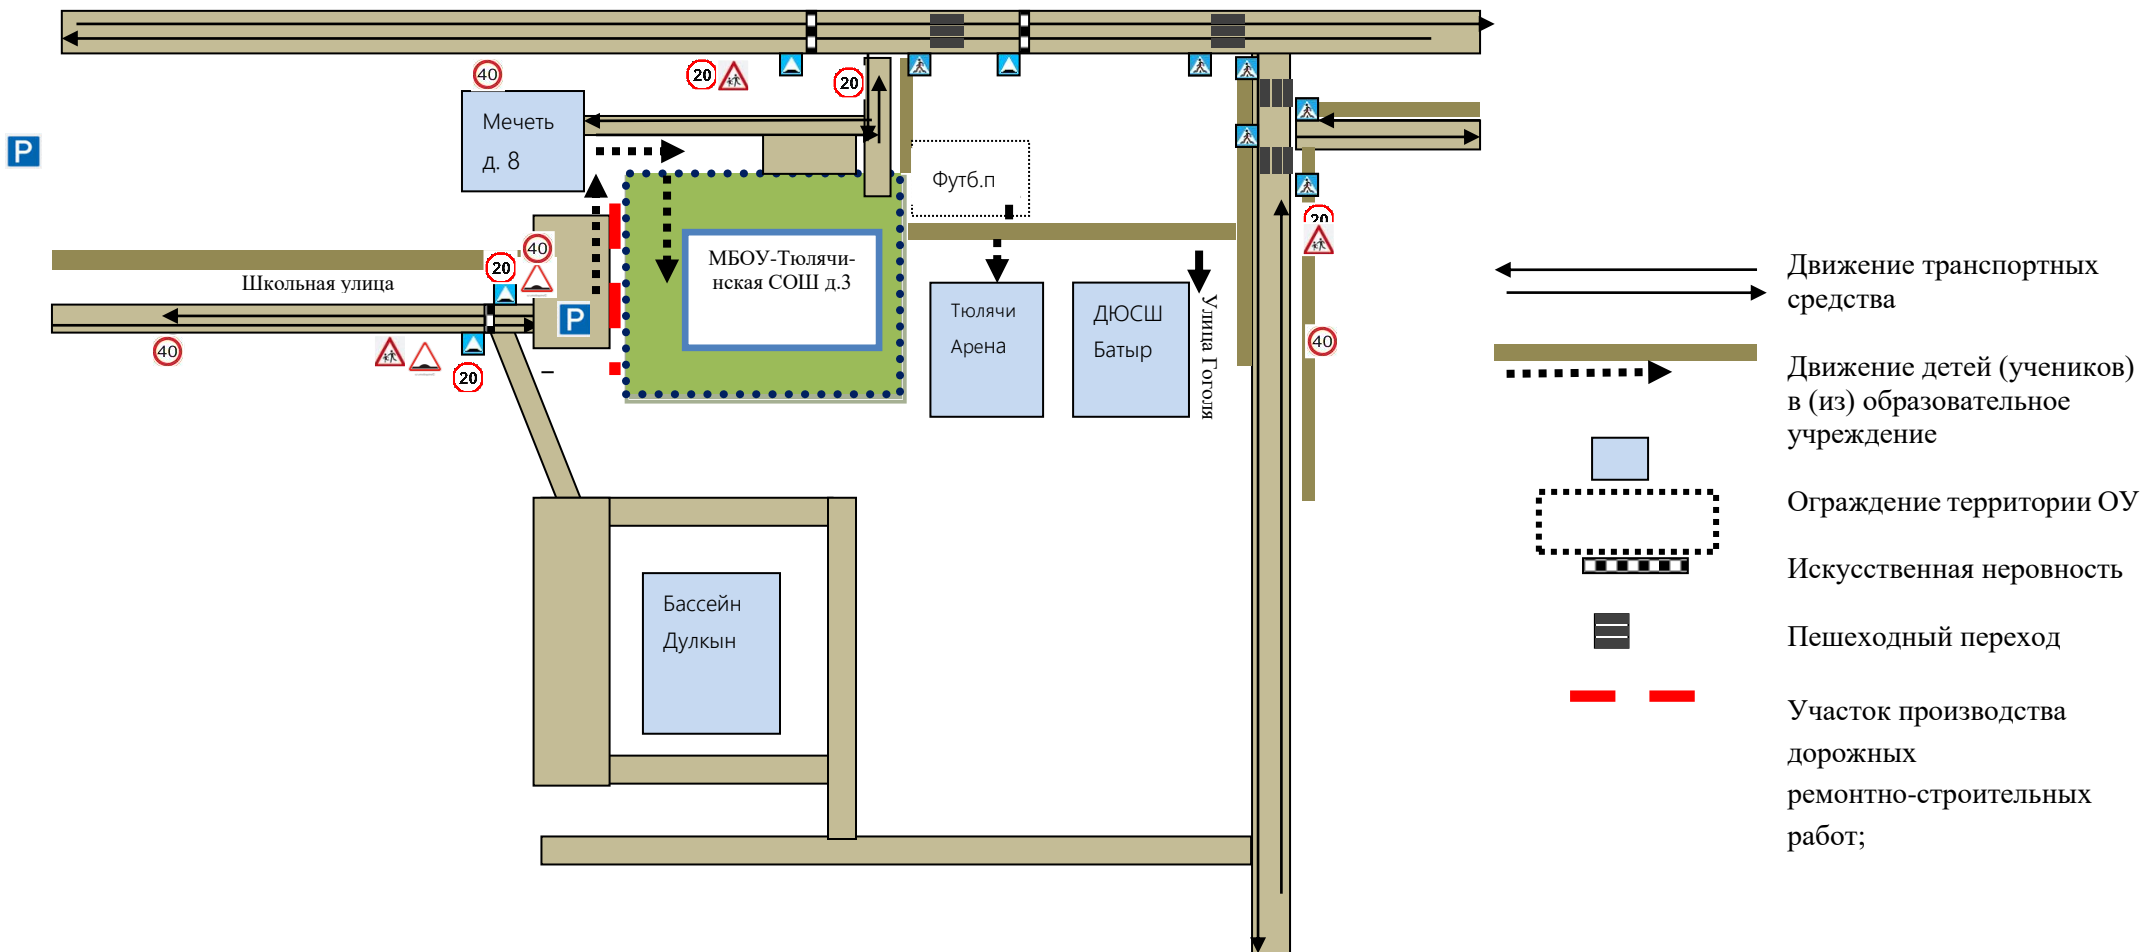 40
20
20
Мечеть
д. 8
P
Футб.п
20
40
20
Школьная улица
МБОУ-Тюлячи-
нская СОШ д.3
P
40
20
Тюлячи
Арена
ДЮСШ
Батыр
Улица Гоголя
40
Бассейн
Дулкын
Движение транспортных
средства
Движение детей (учеников)
в (из) образовательное
учреждение
Ограждение территории ОУ
Искусственная неровность
Пешеходный переход
Участок производства
дорожных
ремонтно-строительных
работ;